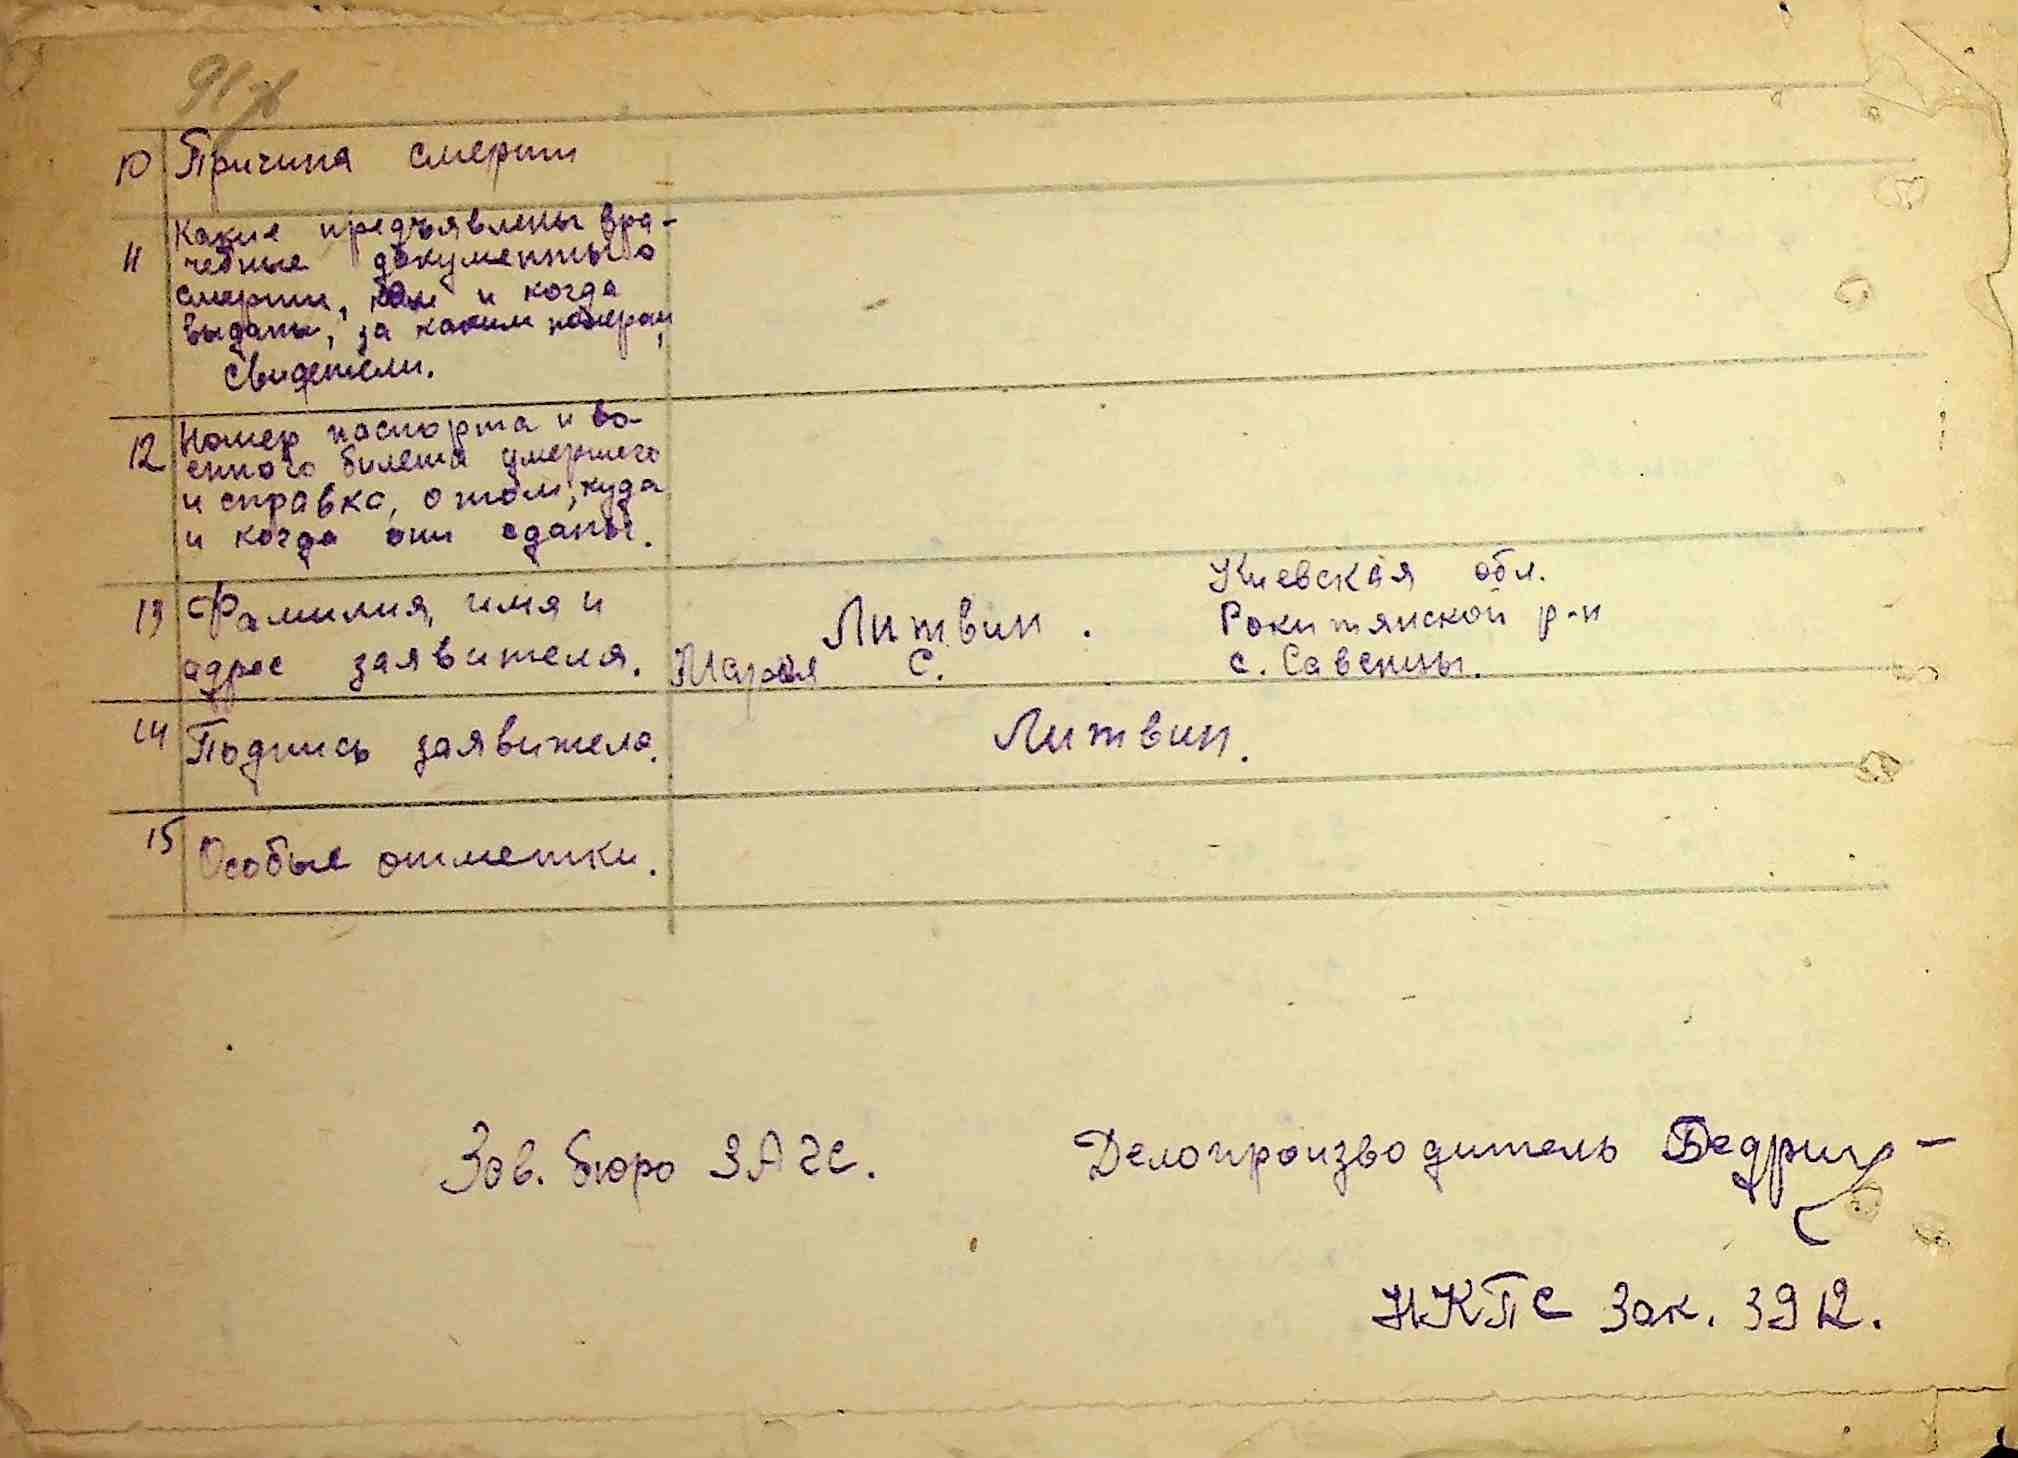 10 Причина смерти
11 Какие предъявлены вра-
чебные документы о
смерти, кем и когда
выданы, за каким номером,
свидетели.
12 Номер паспорта и во-
енного билета умершего
и справка, о том, куда
и когда они сданы.
13 Фамилия, имя и
адрес заявителя.
Литвин.
Мария С.
Киевская обл.
Рокитянской р-н
с. Савенцы.
14 Подпись заявителя.
Литвин.
15 Особые отметки.
Зав. бюро ЗАГС.
Делопроизводитель
НКПС Зак. 3912.